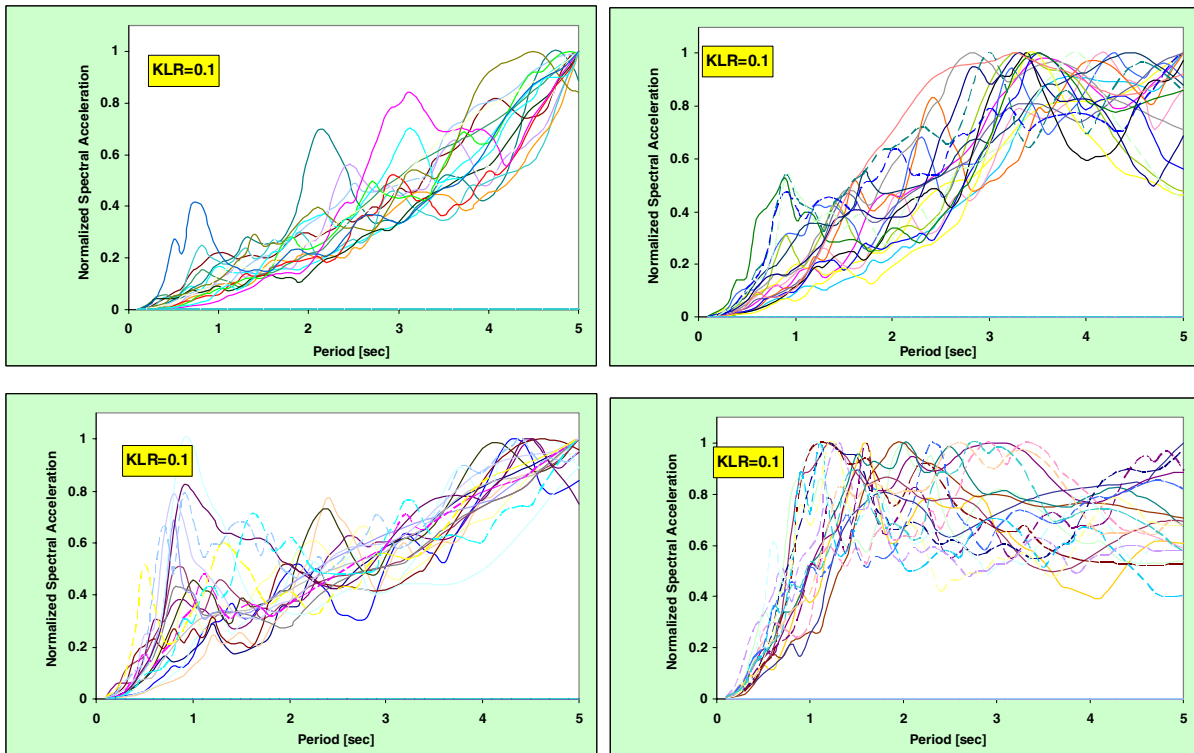 KLR=0.1
Normalized Spectral Acceleration
1
0.8
0.6
0.4
0.2
0
0 1 2 3 4 5
Period [sec]
KLR=0.1
Normalized Spectral Acceleration
1
0.8
0.6
0.4
0.2
0
0 1 2 3 4 5
Period [sec]
KLR=0.1
Normalized Spectral Acceleration
1
0.8
0.6
0.4
0.2
0
0 1 2 3 4 5
Period [sec]
KLR=0.1
Normalized Spectral Acceleration
1
0.8
0.6
0.4
0.2
0
0 1 2 3 4 5
Period [sec]